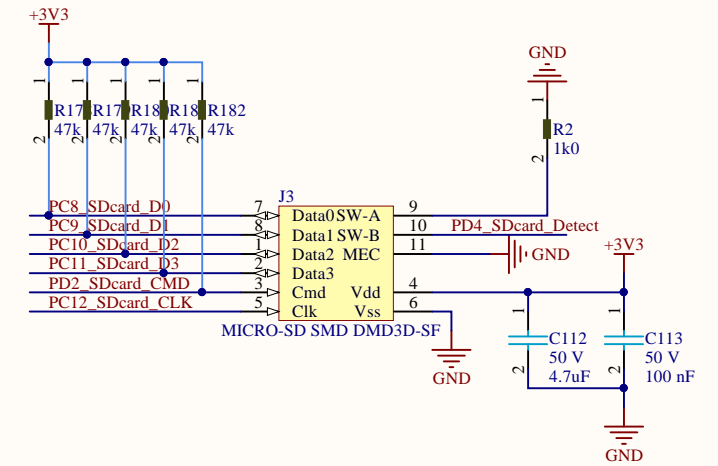 +3V3
GND
1 1 1 1 1
R17 R17 R18 R18 R182
47k 47k 47k 47k 47k
2 2 2 2 2
1
R2
1k0
2
J3
PC8_SDcard_D0 7 Data0 SW-A 9
PC9_SDcard_D1 8 Data1 SW-B 10 PD4_SDcard_Detect
PC10_SDcard_D2 1 Data2 MEC 11 GND
+3V3
PC11_SDcard_D3 2 Data3
PD2_SDcard_CMD 3 Cmd Vdd 4
PC12_SDcard_CLK 5 Clk Vss 6
MICRO-SD SMD DMD3D-SF
GND
1 C112
50 V
2 4.7uF
1 C113
50 V
2 100 nF
GND